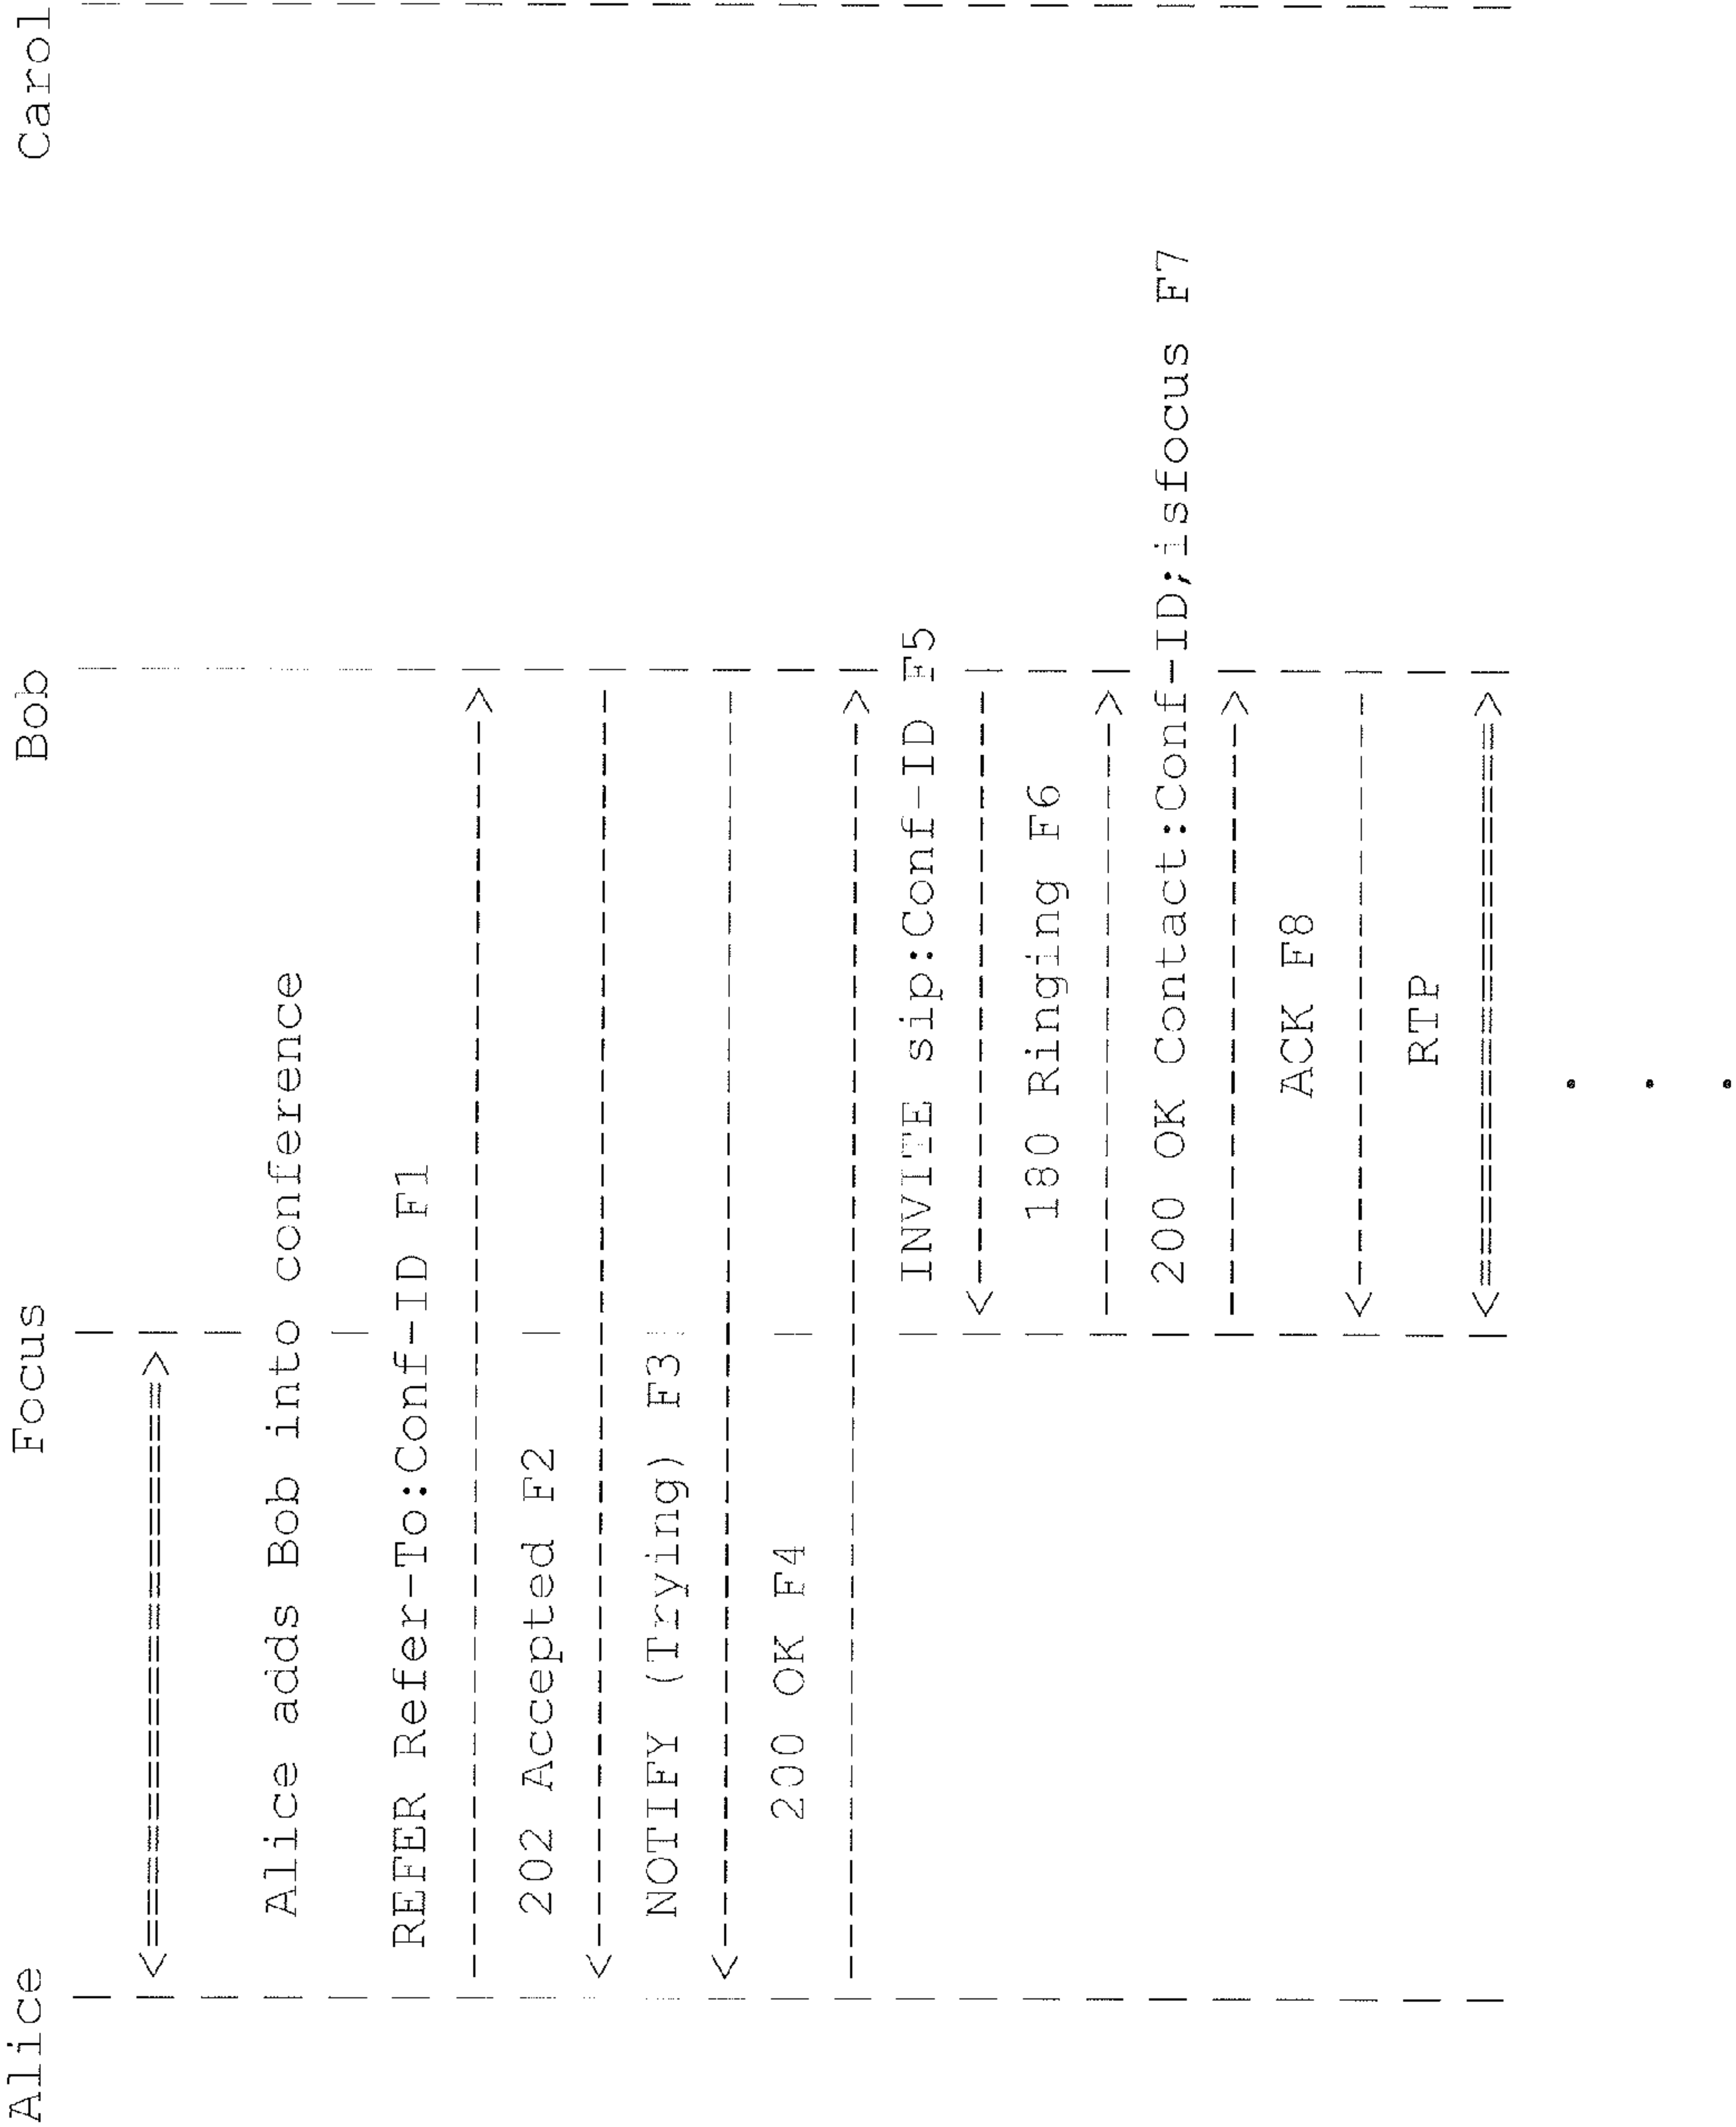 Alice Focus Bob Carol
Alice adds Bob into conference
REFER Refer-To:Conf-ID F1
202 Accepted F2
NOTIFY (Trying) F3
200 OK F4
INVITE sip:Conf-ID F5
180 Ringing F6
200 OK Contact:Conf-ID;isfocus F7
ACK F8
RTP